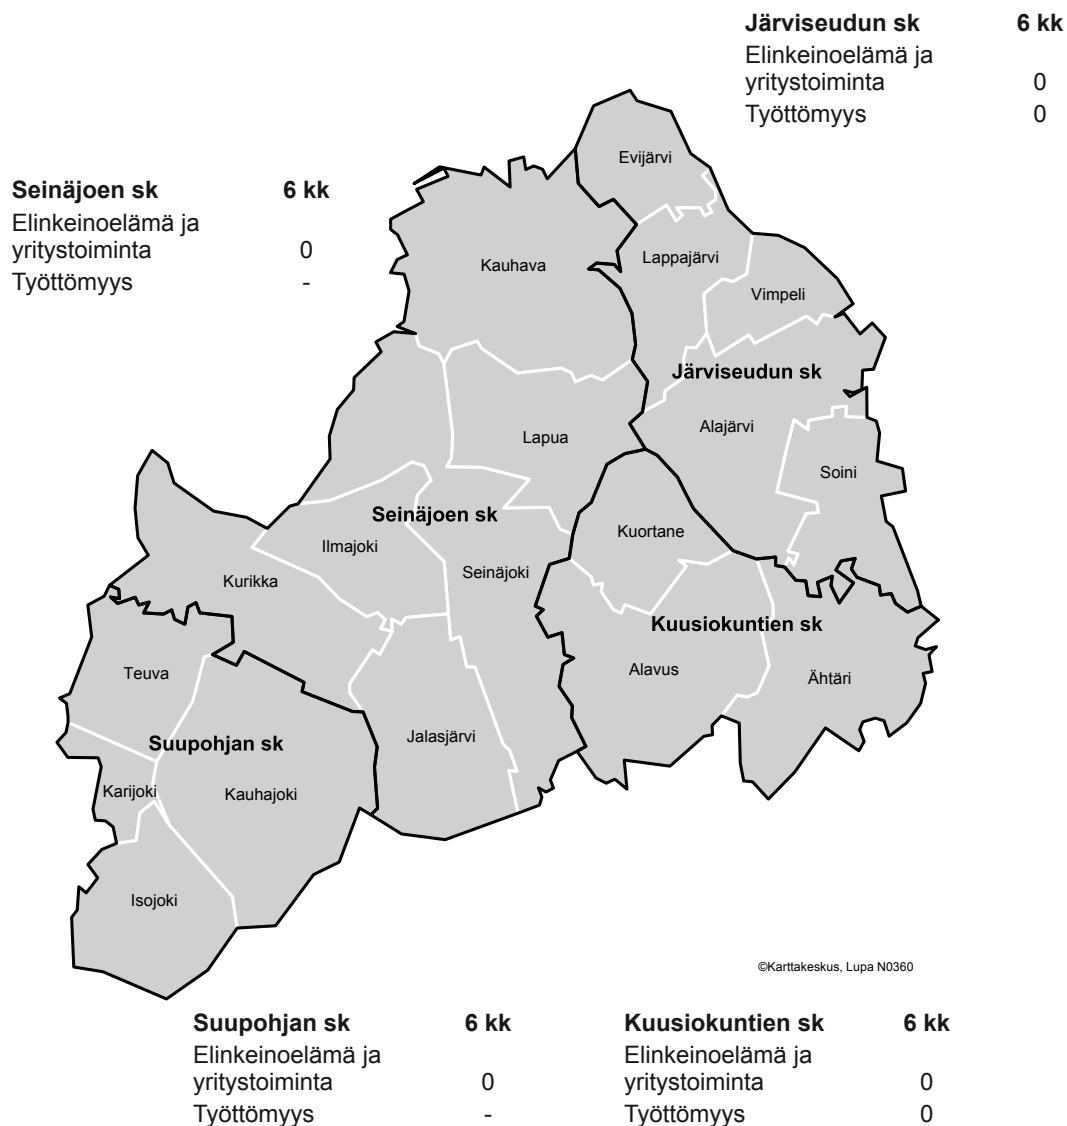 Järviseudun sk 6 kk
Elinkeinoelämä ja
yritystoiminta 0
Työttömyys 0
Seinäjoen sk 6 kk
Elinkeinoelämä ja
yritystoiminta 0
Työttömyys -
Evijärvi
Lappajärvi
Kauhava
Vimpeli
Järviseudun sk
Alajärvi
Lapua
Soini
Seinäjoen sk
Kuortane
Ilmajoki
Seinäjoki
Kurikka
Kuusiokuntien sk
Alavus
Ähtäri
Teuva
Jalasjärvi
Suupohjan sk
Karijoki
Kauhajoki
Isojoki
©Karttakeskus, Lupa N0360
Suupohjan sk 6 kk
Elinkeinoelämä ja
yritystoiminta 0
Työttömyys -
Kuusiokuntien sk 6 kk
Elinkeinoelämä ja
yritystoiminta 0
Työttömyys 0